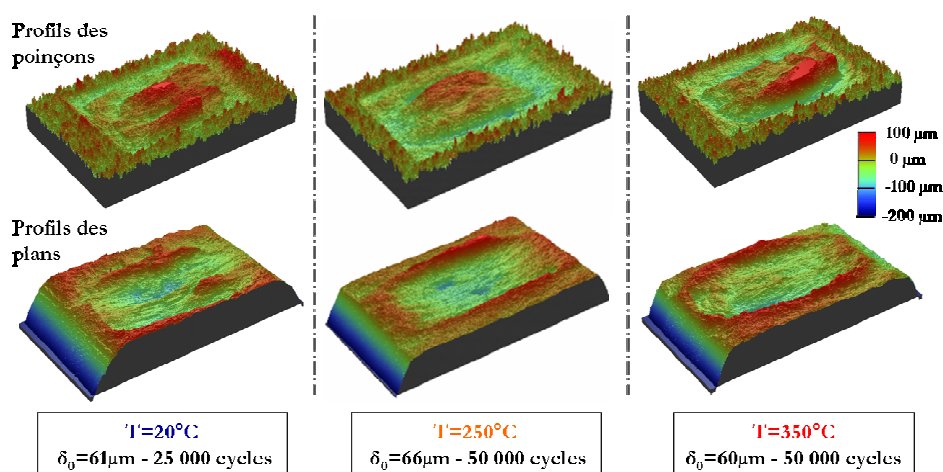 Profils des
poinçons
100 µm
0 µm
-100 µm
-200 µm
Profils des
plans
T=20°C
δ₀=61µm - 25 000 cycles
T=250°C
δ₀=66µm - 50 000 cycles
T=350°C
δ₀=60µm - 50 000 cycles